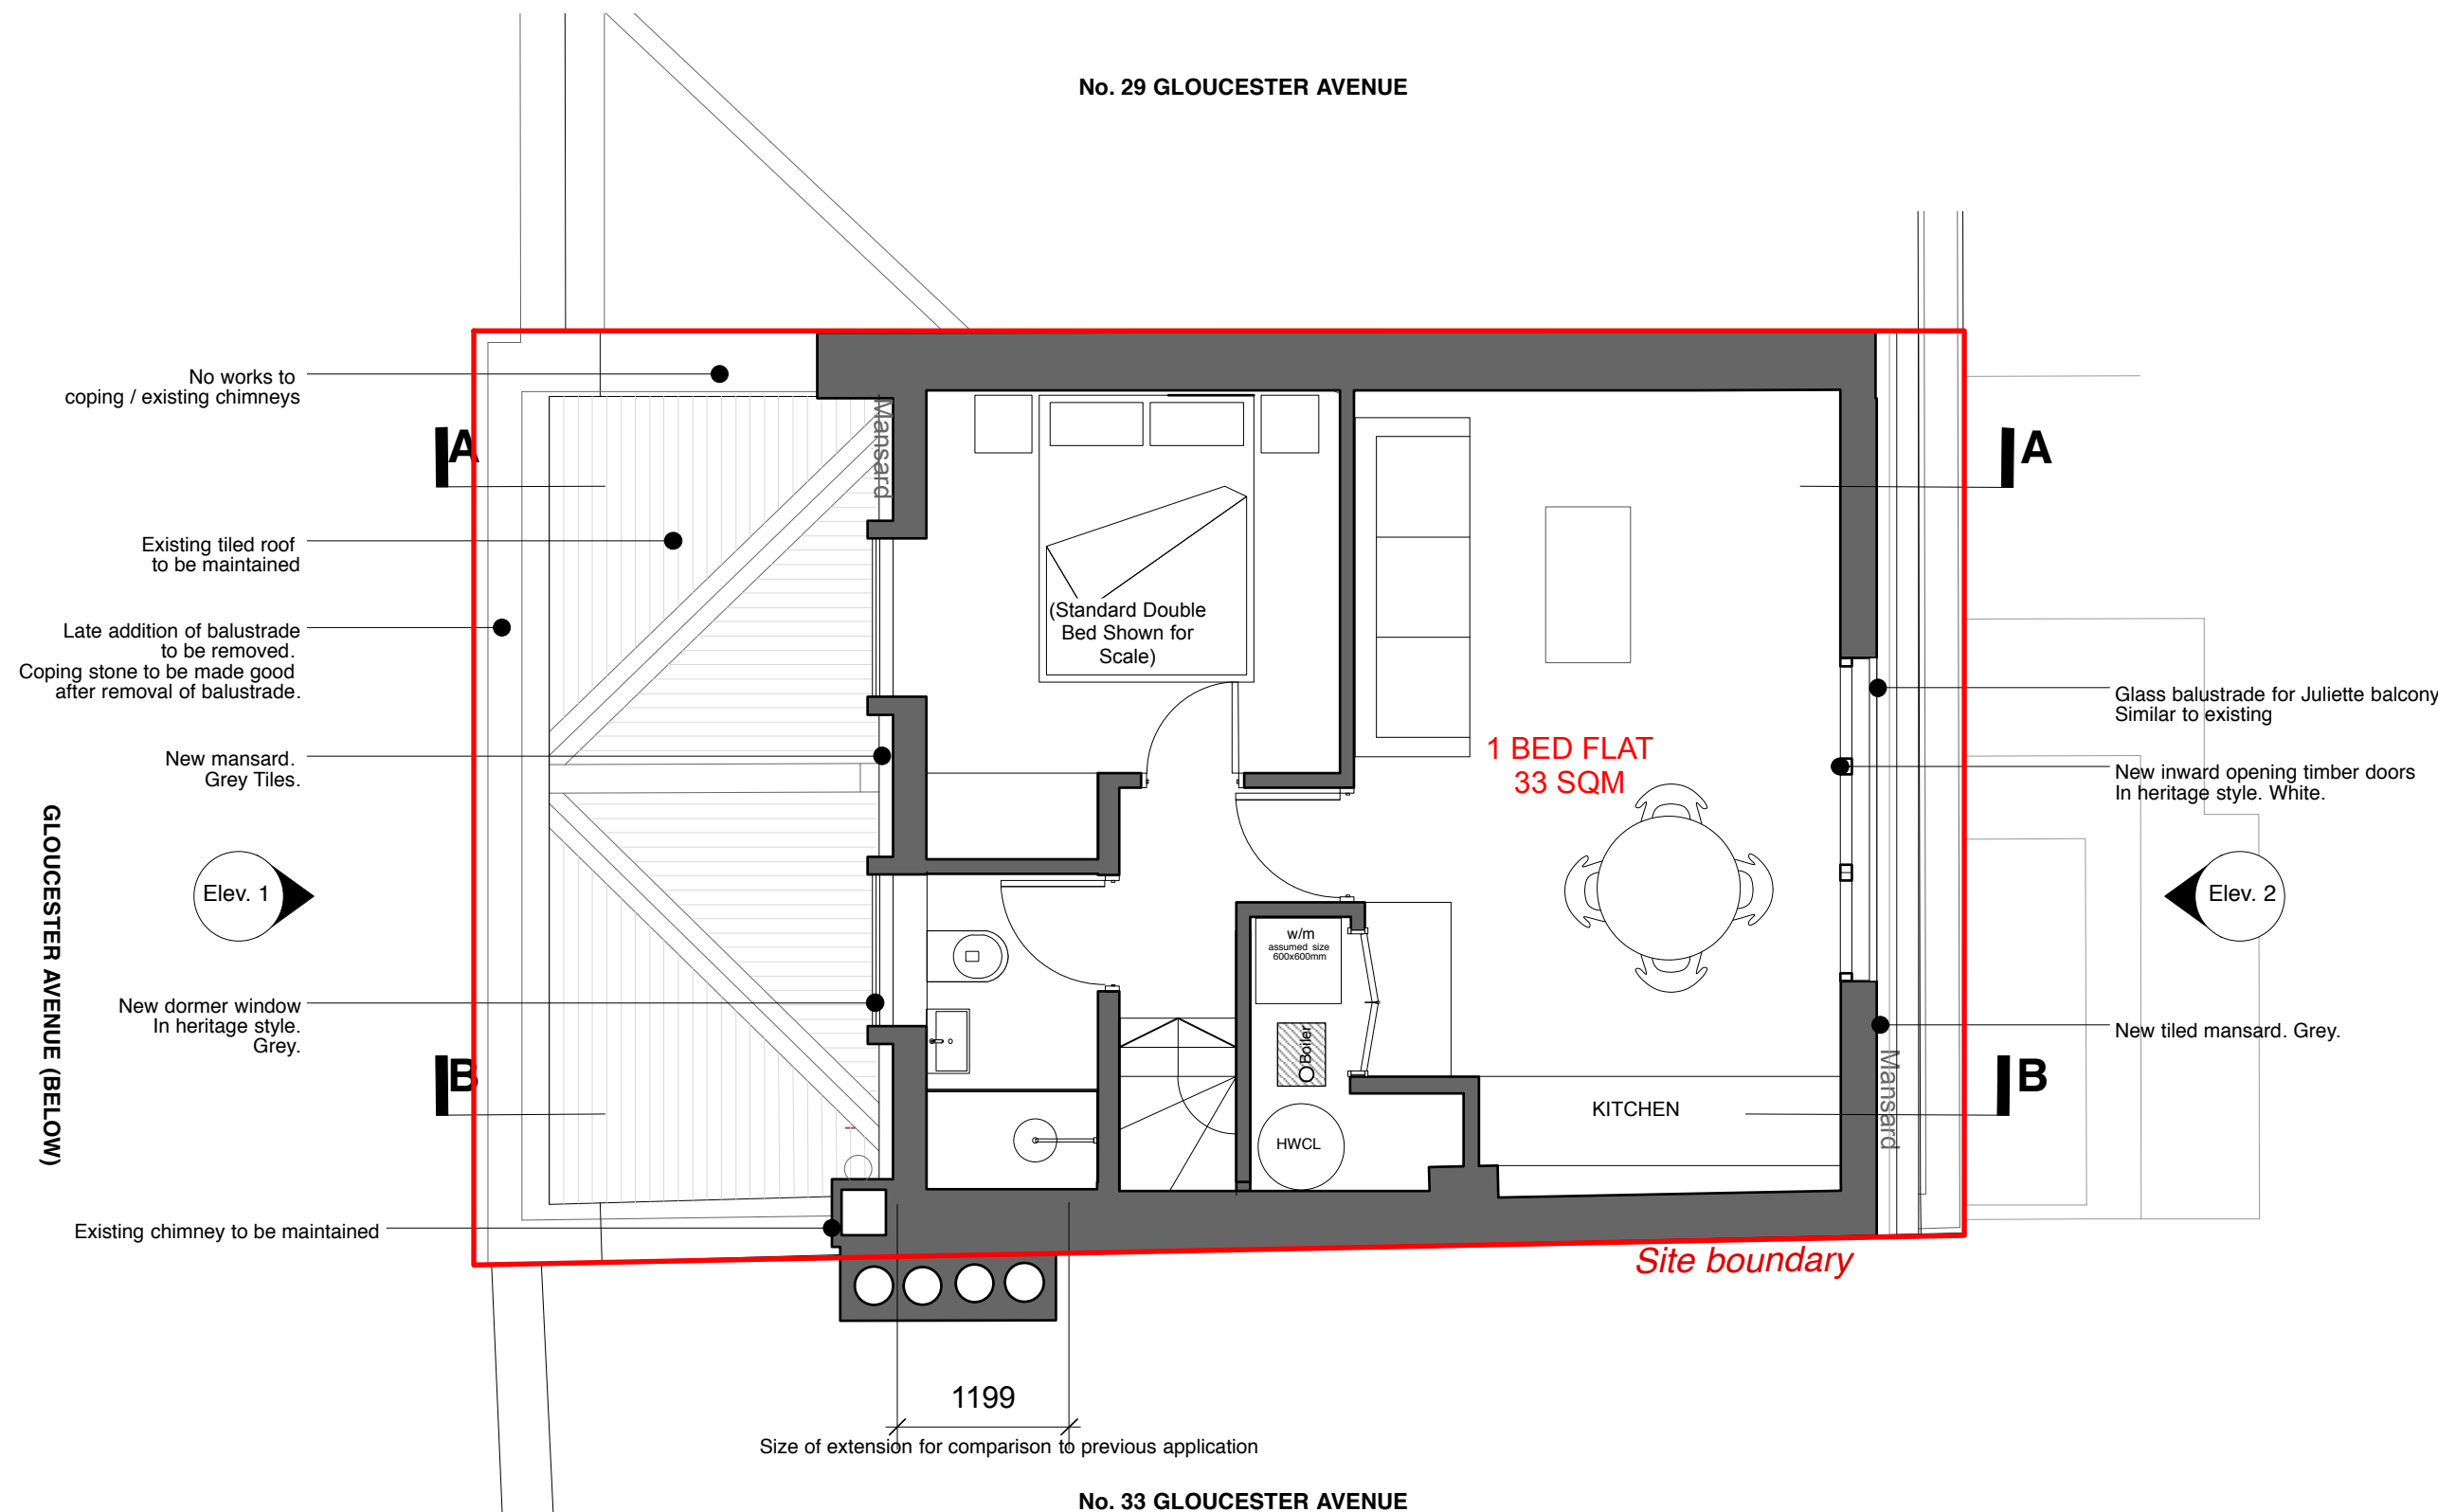 No. 29 GLOUCESTER AVENUE
No works to
coping / existing chimneys
Mansard
A
A
Existing tiled roof
to be maintained
(Standard Double
Bed Shown for
Scale)
Late addition of balustrade
to be removed.
Coping stone to be made good
after removal of balustrade.
Glass balustrade for Juliette balcony
Similar to existing
1 BED FLAT
33 SQM
New mansard.
Grey Tiles.
New inward opening timber doors
In heritage style. White.
GLOUCESTER AVENUE (BELOW)
Elev. 1
Elev. 2
w/m
assumed size
600x600mm
New dormer window
In heritage style.
Grey.
Boiler
New tiled mansard. Grey.
Mansard
B
B
KITCHEN
HWCL
Existing chimney to be maintained
Site boundary
1199
Size of extension for comparison to previous application
No. 33 GLOUCESTER AVENUE